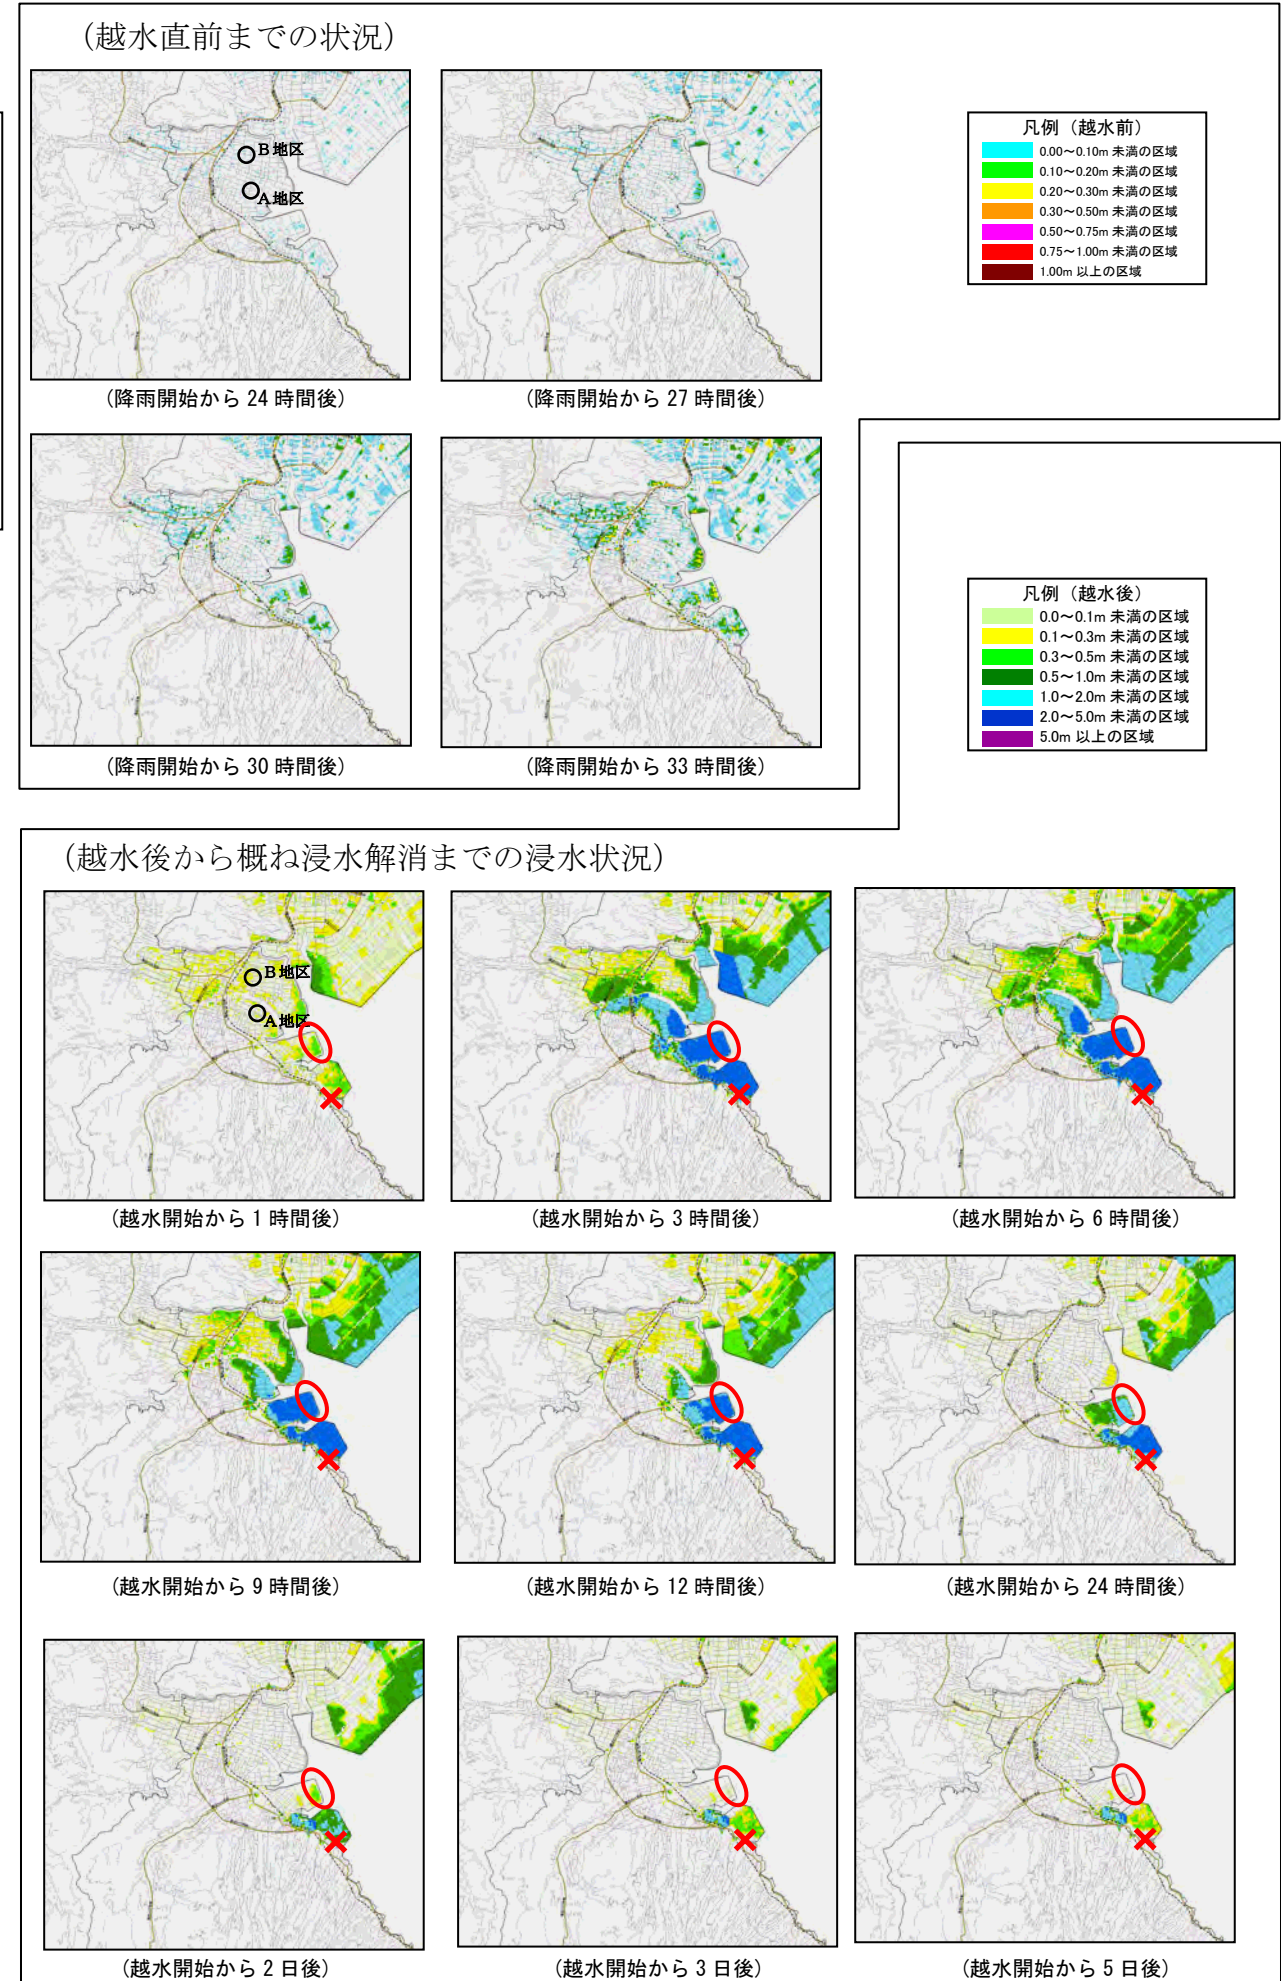 （越水直前までの状況）
B地区
A地区
（降雨開始から 24 時間後）
（降雨開始から 27 時間後）
凡例（越水前）
0.00～0.10m 未満の区域
0.10～0.20m 未満の区域
0.20～0.30m 未満の区域
0.30～0.50m 未満の区域
0.50～0.75m 未満の区域
0.75～1.00m 未満の区域
1.00m 以上の区域
（降雨開始から 30 時間後）
（降雨開始から 33 時間後）
凡例（越水後）
0.0～0.1m 未満の区域
0.1～0.3m 未満の区域
0.3～0.5m 未満の区域
0.5～1.0m 未満の区域
1.0～2.0m 未満の区域
2.0～5.0m 未満の区域
5.0m 以上の区域
（越水後から概ね浸水解消までの浸水状況）
B地区
A地区
（越水開始から 1 時間後）
（越水開始から 3 時間後）
（越水開始から 6 時間後）
（越水開始から 9 時間後）
（越水開始から 12 時間後）
（越水開始から 24 時間後）
（越水開始から 2 日後）
（越水開始から 3 日後）
（越水開始から 5 日後）